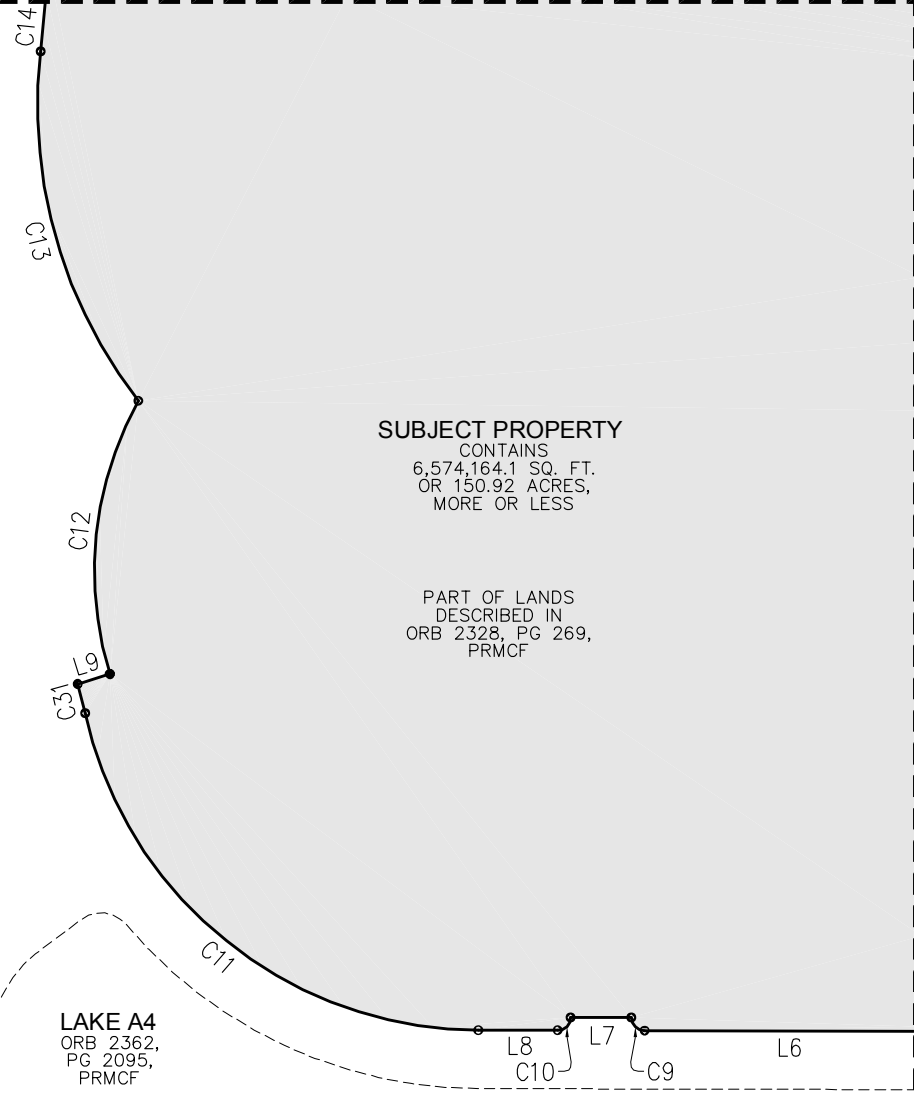 C14
C13
SUBJECT PROPERTY
CONTAINS
6,574,164.1 SQ. FT.
OR 150.92 ACRES,
MORE OR LESS
C12
PART OF LANDS
DESCRIBED IN
ORB 2328, PG 269,
PRMCF
L9
C31
C11
LAKE A4
ORB 2362,
PG 2095,
PRMCF
L8
L7
L6
C10
C9